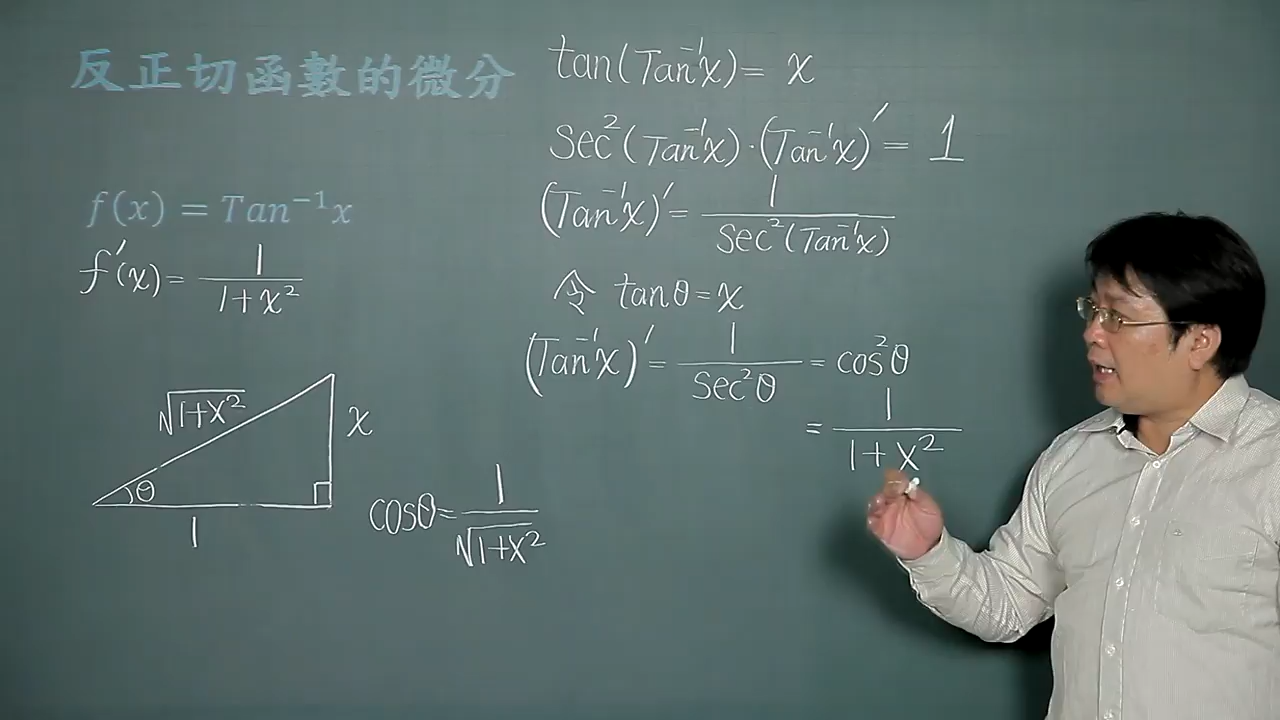 反正切函數的微分
f(x) = Tan⁻¹x
f′(x) = 1/(1+x²)
√(1+x²)
x
θ
1
cosθ = 1/√(1+x²)
tan(Tan⁻¹x) = x
sec²(Tan⁻¹x)·(Tan⁻¹x)′ = 1
(Tan⁻¹x)′ = 1/(sec²(Tan⁻¹x))
令 tanθ = x
(Tan⁻¹x)′ = 1/(sec²θ) = cos²θ
= 1/(1+x²)